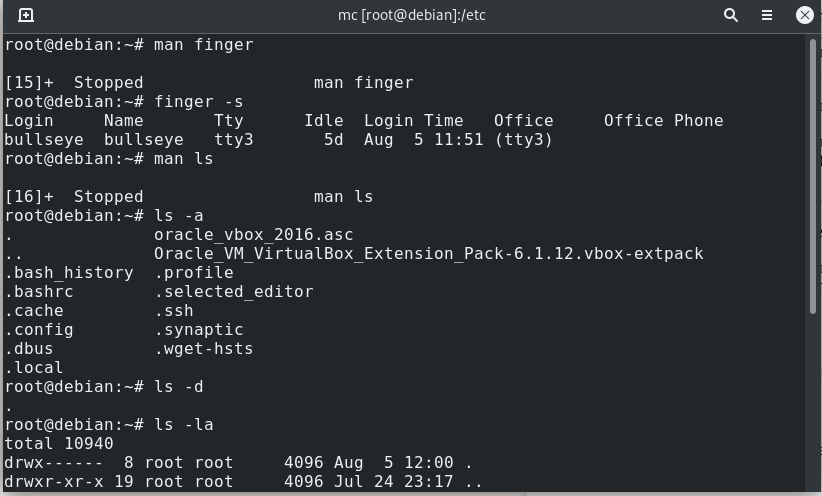 mc [root@debian]:/etc
root@debian:~# man finger
[15]+  Stopped                 man finger
root@debian:~# finger -s
Login     Name       Tty      Idle  Login Time   Office     Office Phone
bullseye  bullseye   tty3       5d  Aug  5 11:51 (tty3)
root@debian:~# man ls
[16]+  Stopped                 man ls
root@debian:~# ls -a
.              oracle_vbox_2016.asc
..             Oracle_VM_VirtualBox_Extension_Pack-6.1.12.vbox-extpack
.bash_history  .profile
.bashrc        .selected_editor
.cache         .ssh
.config        .synaptic
.dbus          .wget-hsts
.local
root@debian:~# ls -d
.
root@debian:~# ls -la
total 10940
drwx------  8 root root     4096 Aug  5 12:00 .
drwxr-xr-x 19 root root     4096 Jul 24 23:17 ..